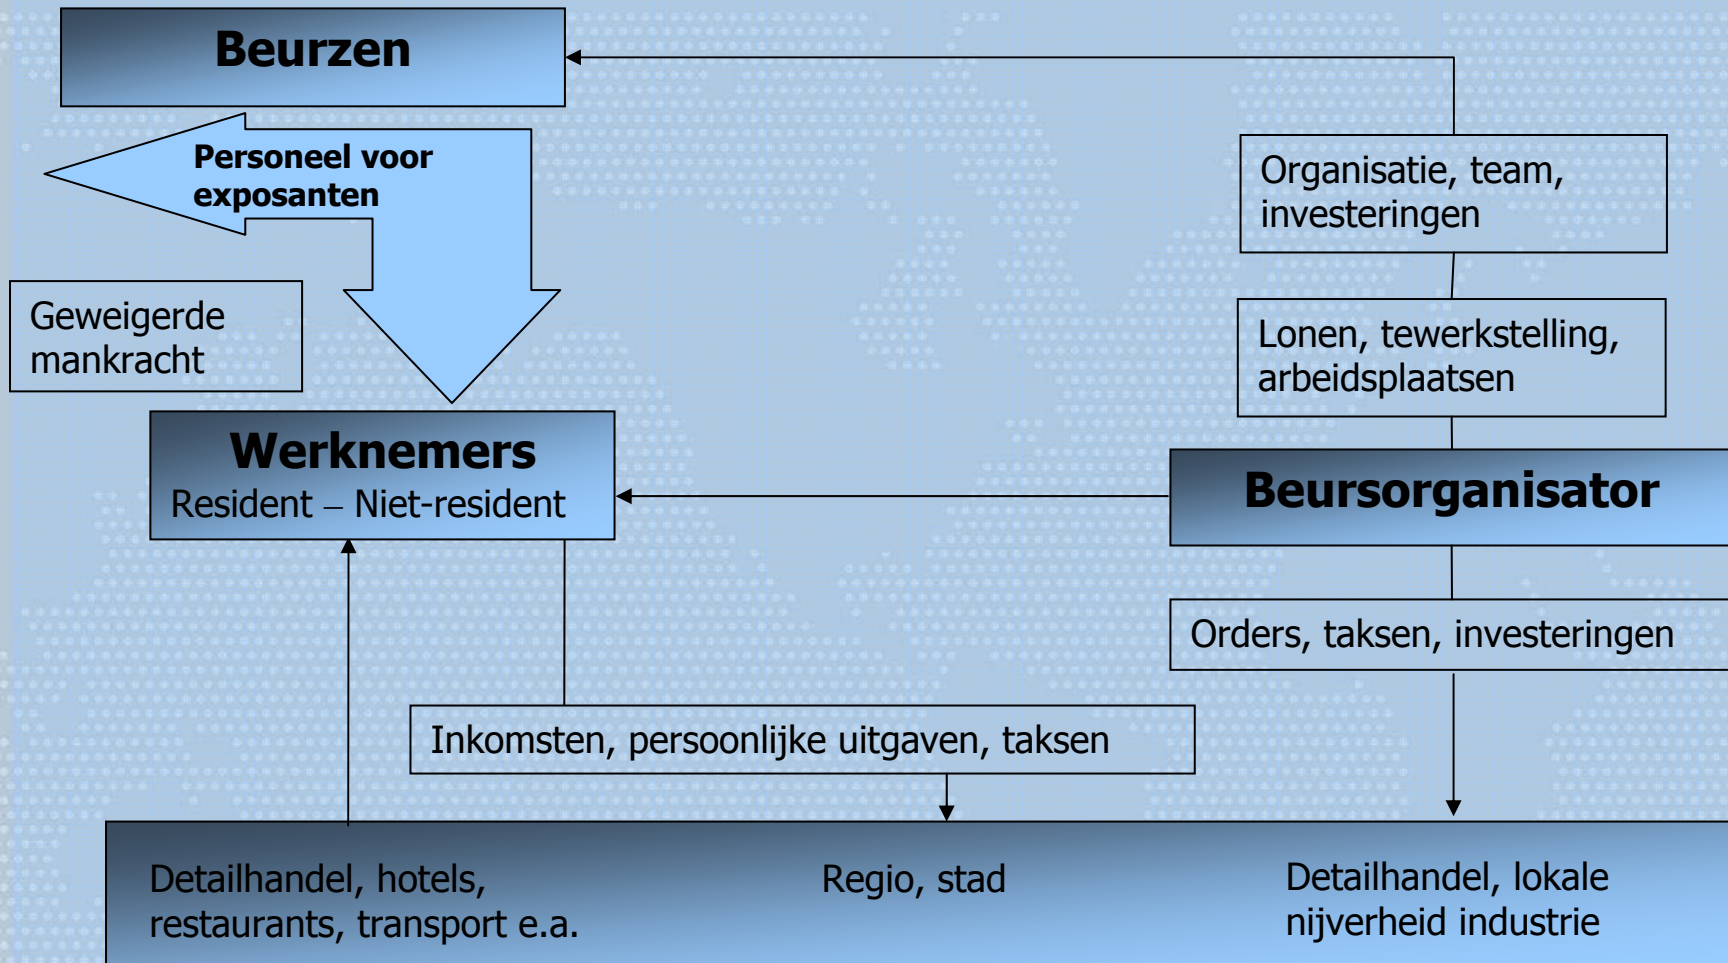 Beurzen
Personeel voor
exposanten
Organisatie, team,
investeringen
Geweigerde
mankracht
Lonen, tewerkstelling,
arbeidsplaatsen
Werknemers
Resident – Niet-resident
Beursorganisator
Orders, taksen, investeringen
Inkomsten, persoonlijke uitgaven, taksen
Detailhandel, hotels,
restaurants, transport e.a.
Regio, stad
Detailhandel, lokale
nijverheid industrie